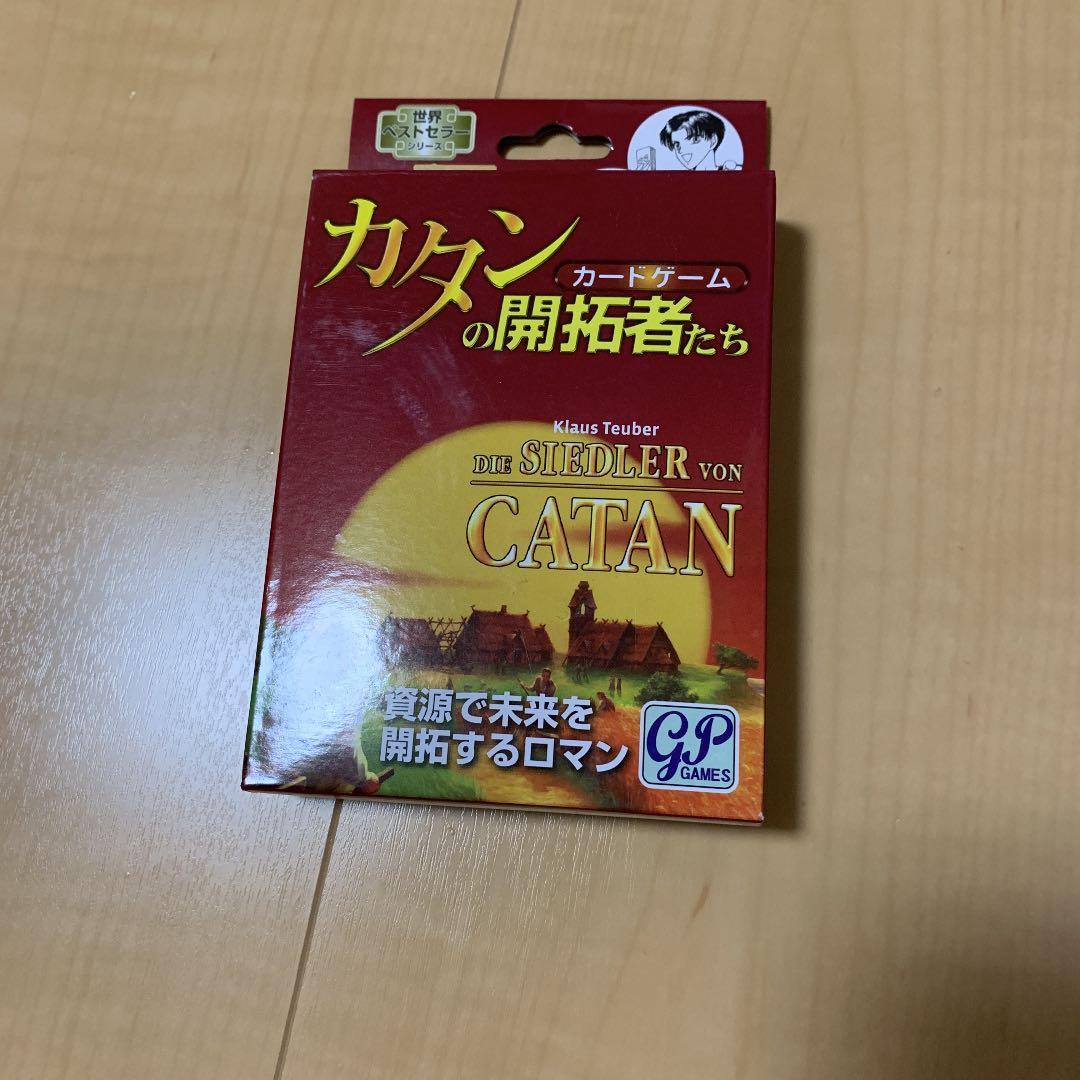 世界
ベストセラー
シリーズ
カタン
カードゲーム
の開拓者たち
Klaus Teuber
DIE SIEDLER VON
CATAN
資源で未来を
開拓するロマン
GP
GAMES